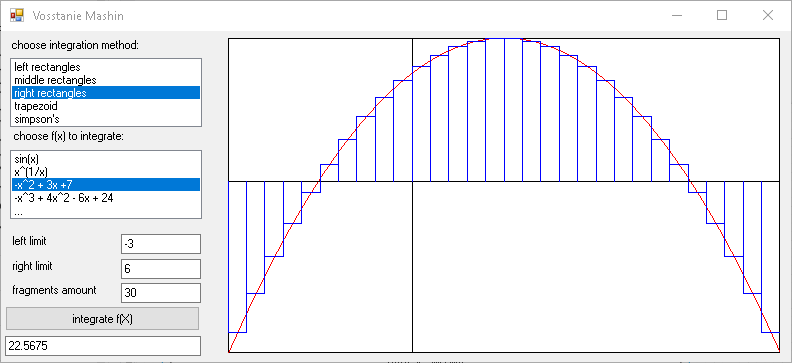 Vosstanie Mashin
choose integration method:
left rectangles
middle rectangles
right rectangles
trapezoid
simpson's
choose f(x) to integrate:
sin(x)
x^(1/x)
-x^2 + 3x +7
-x^3 + 4x^2 - 6x + 24
...
left limit
-3
right limit
6
fragments amount
30
integrate f(X)
22.5675